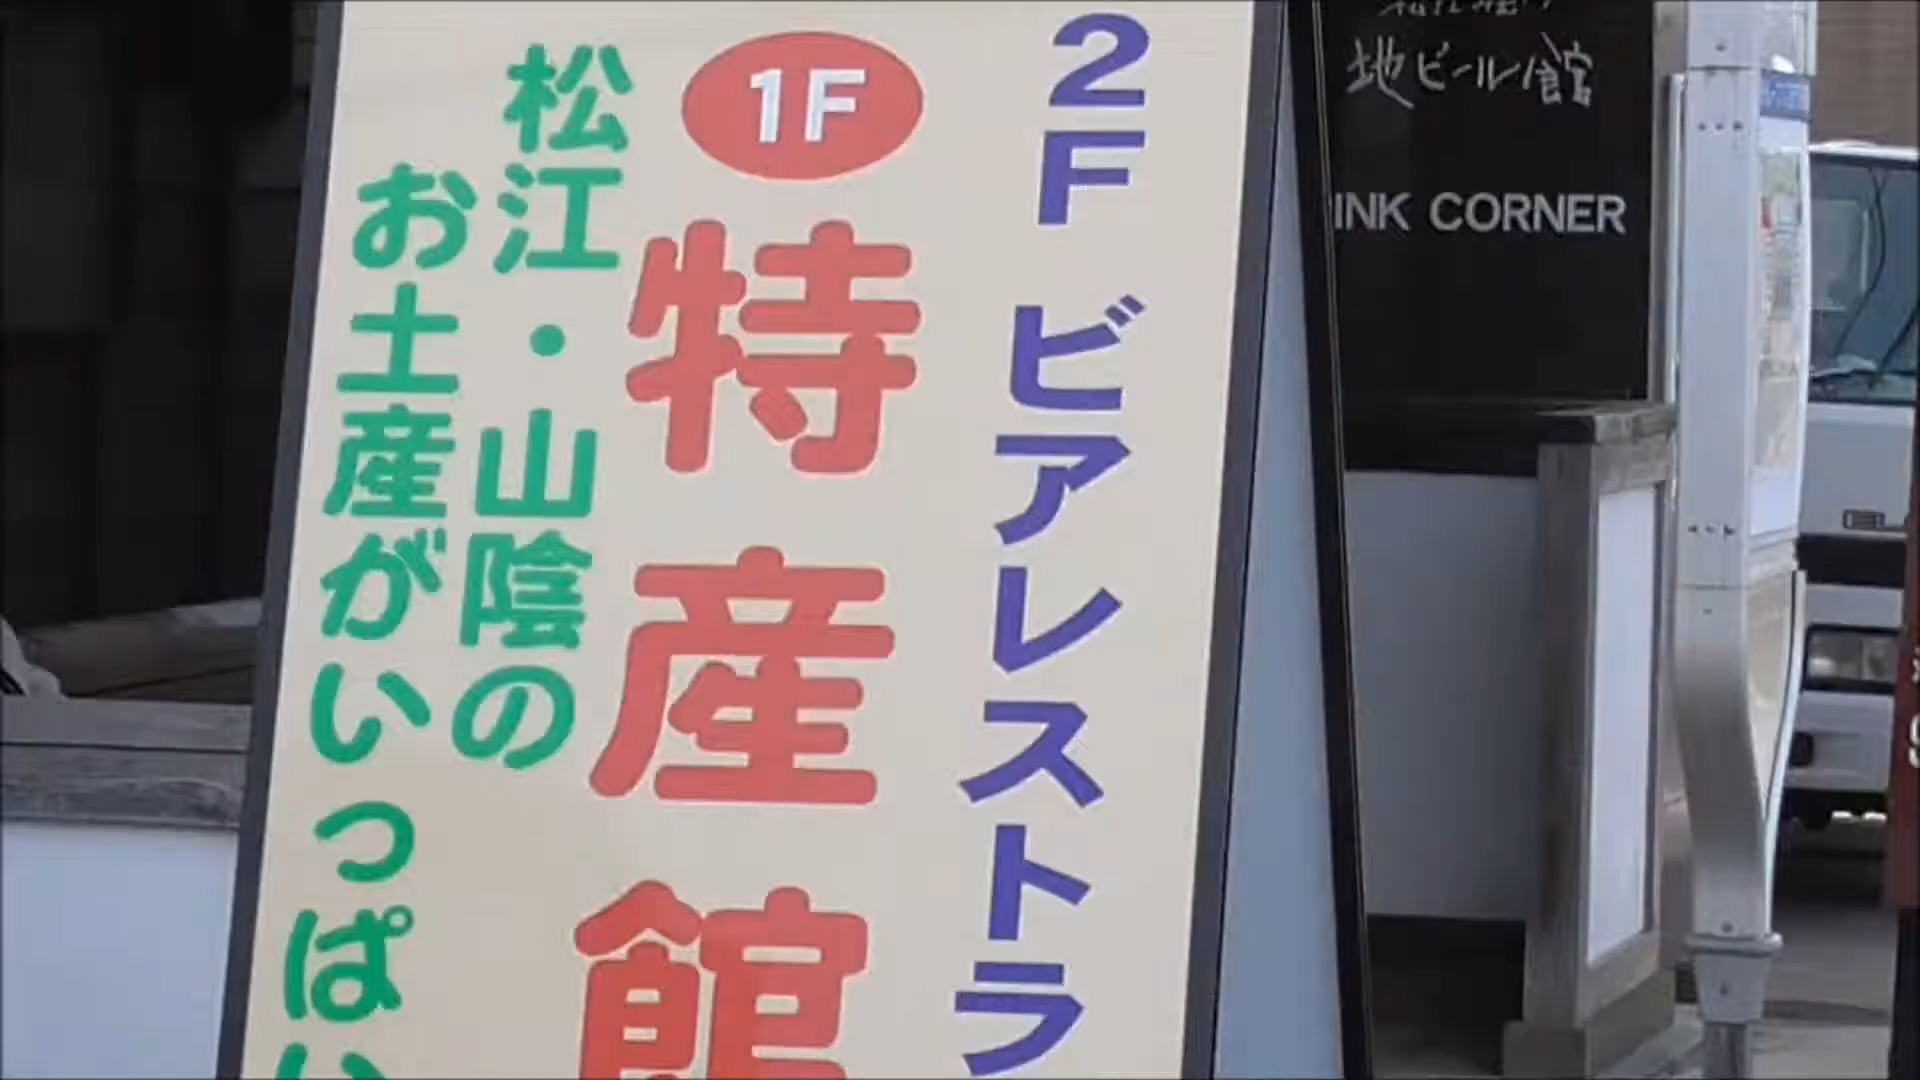 2F ビアレストラ
1F
特産館
松江・山陰の
お土産がいっぱい
地ビール館
INK CORNER